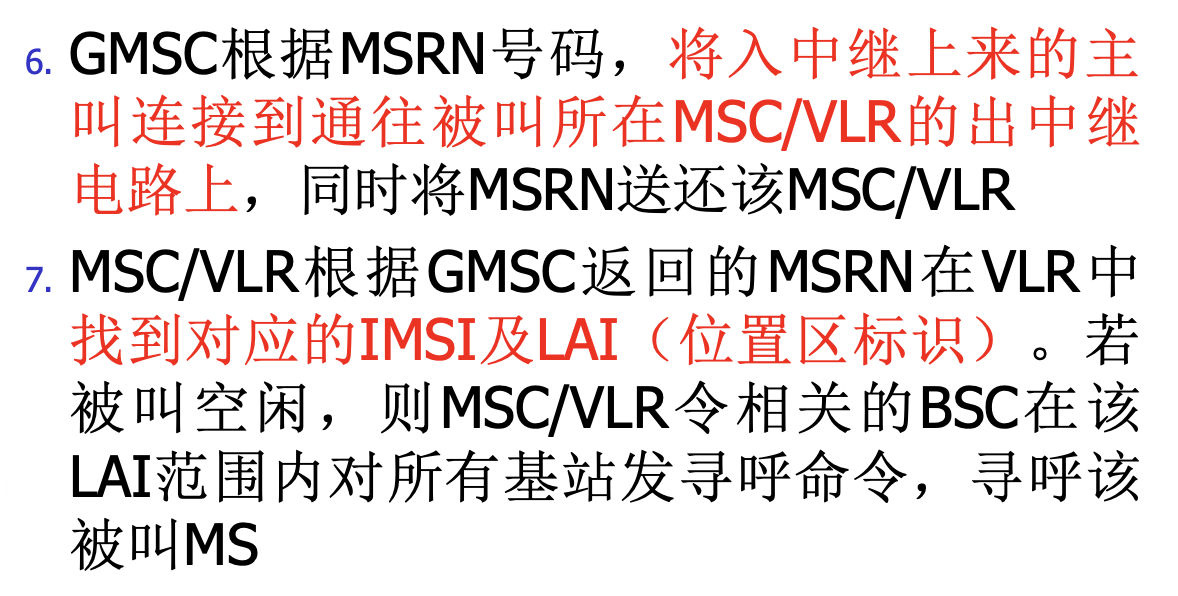 6. GMSC根据MSRN号码，将入中继上来的主
叫连接到通往被叫所在MSC/VLR的出中继
电路上，同时将MSRN送还该MSC/VLR
7. MSC/VLR根据GMSC返回的MSRN在VLR中
找到对应的IMSI及LAI（位置区标识）。若
被叫空闲，则MSC/VLR令相关的BSC在该
LAI范围内对所有基站发寻呼命令，寻呼该
被叫MS